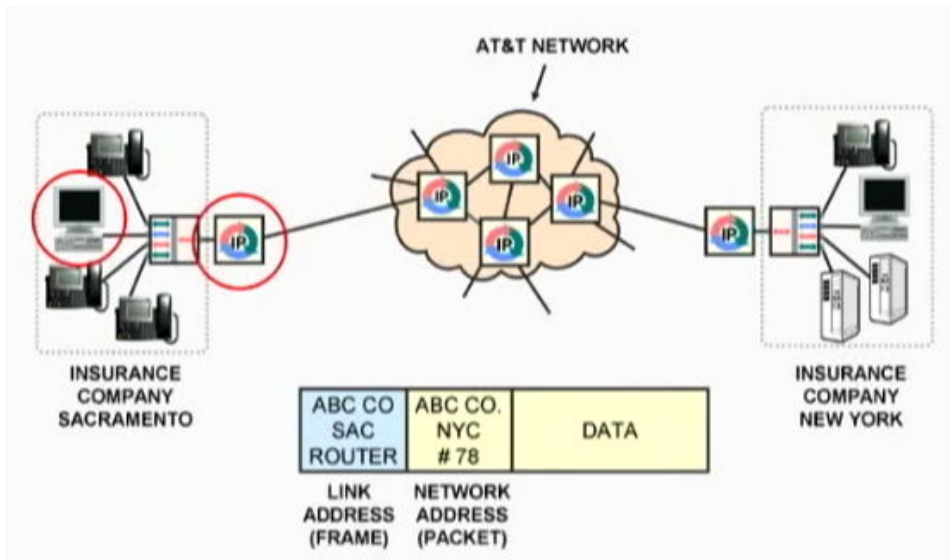 AT&T NETWORK
IP
IP
IP
IP
IP
IP
INSURANCE
COMPANY
SACRAMENTO
INSURANCE
COMPANY
NEW YORK
ABC CO
SAC
ROUTER
ABC CO.
NYC
# 78
DATA
LINK
ADDRESS
(FRAME)
NETWORK
ADDRESS
(PACKET)